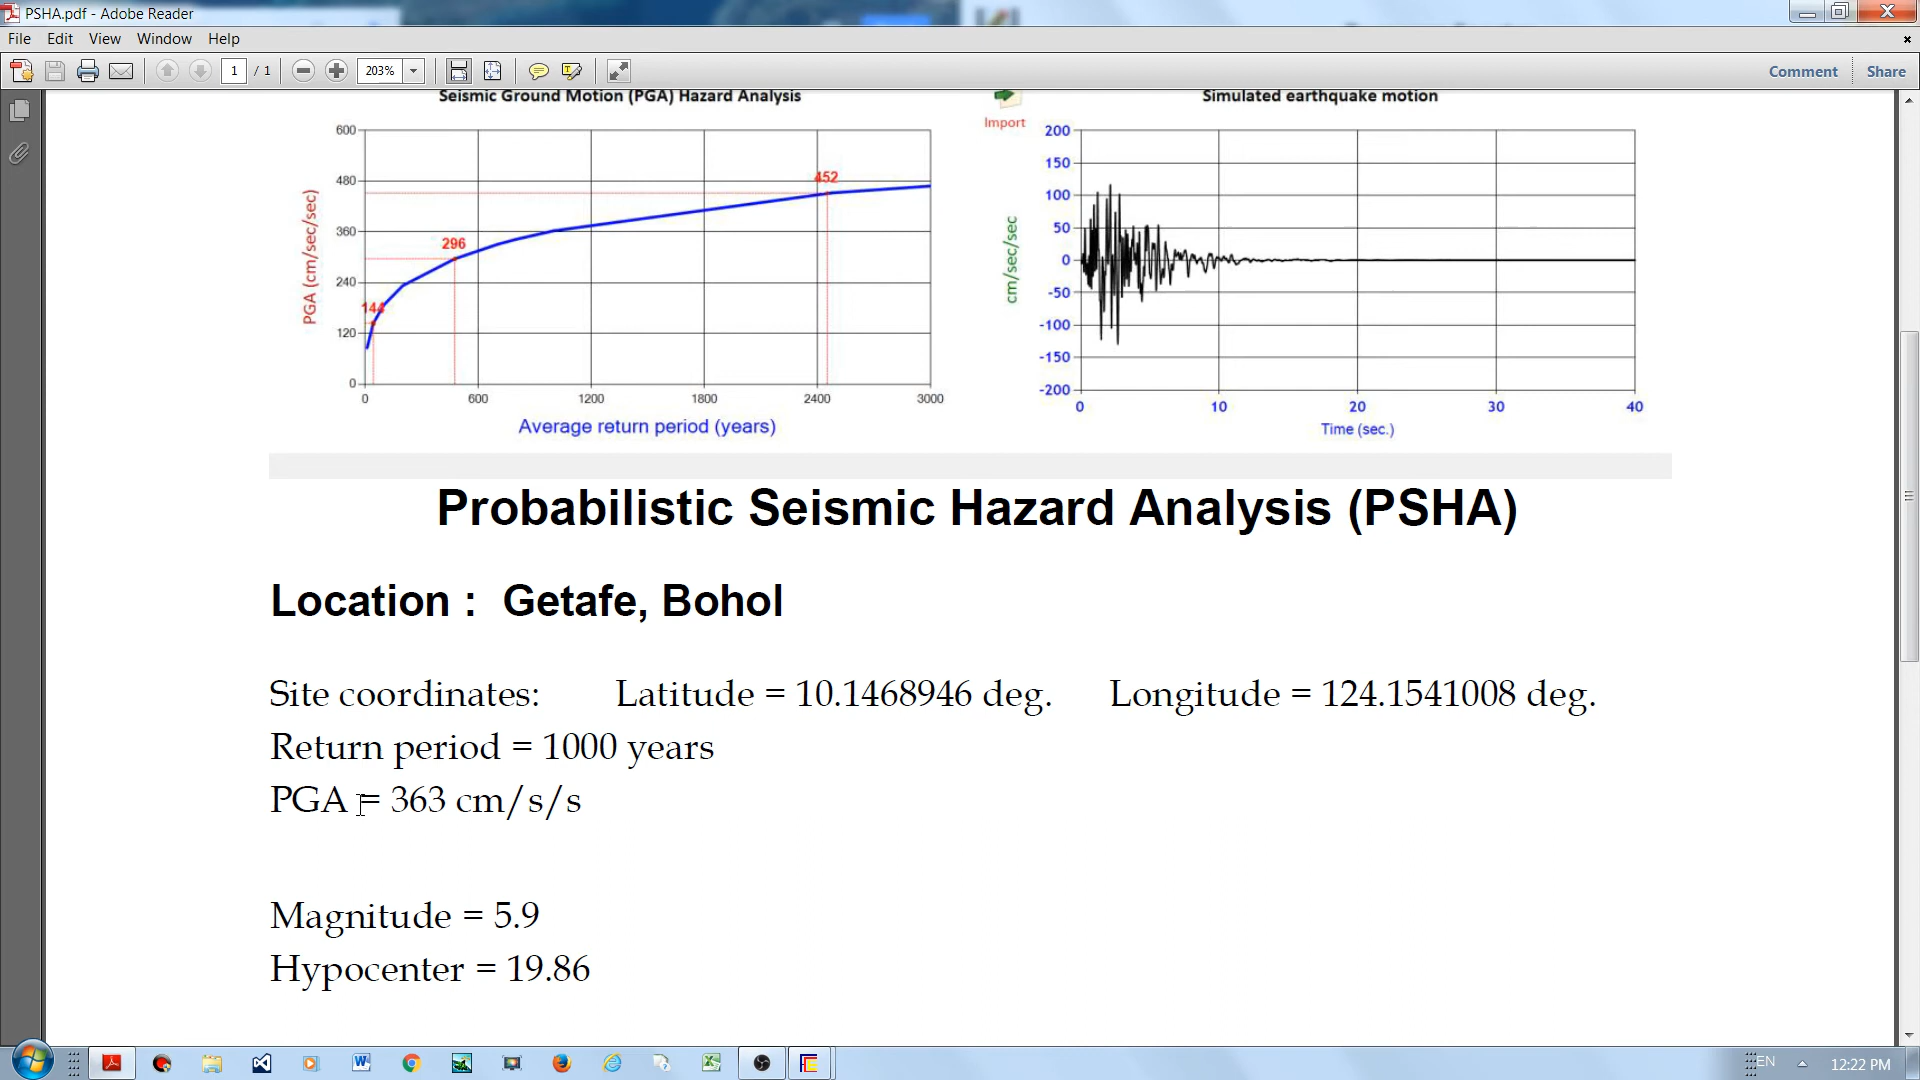 PSHA.pdf - Adobe Reader
File Edit View Window Help
1 / 1 203% Comment Share
Seismic Ground Motion (PGA) Hazard Analysis
600
480
360
240
120
0
PGA (cm/sec/sec)
144
296
452
0 600 1200 1800 2400 3000
Average return period (years)
Import
Simulated earthquake motion
200
150
100
50
0
-50
-100
-150
-200
cm/sec/sec
0 10 20 30 40
Time (sec.)
Probabilistic Seismic Hazard Analysis (PSHA)
Location : Getafe, Bohol
Site coordinates: Latitude = 10.1468946 deg. Longitude = 124.1541008 deg.
Return period = 1000 years
PGA = 363 cm/s/s
Magnitude = 5.9
Hypocenter = 19.86
EN 12:22 PM